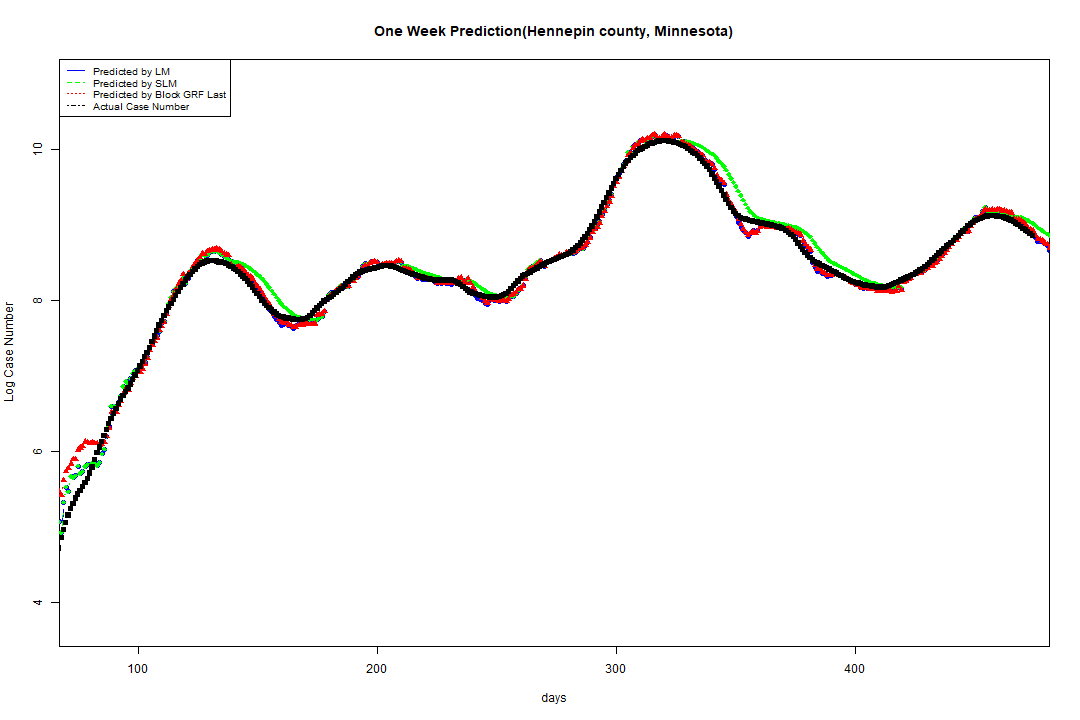 One Week Prediction(Hennepin county, Minnesota)
Predicted by LM
Predicted by SLM
Predicted by Block GRF Last
Actual Case Number
Log Case Number
10
8
6
4
100 200 300 400
days